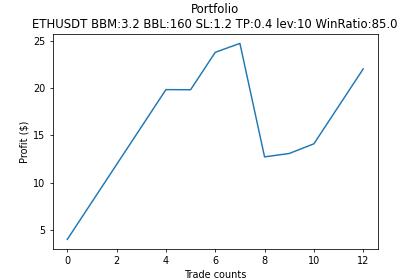 Portfolio
ETHUSDT BBM:3.2 BBL:160 SL:1.2 TP:0.4 lev:10 WinRatio:85.0
25
20
15
10
5
Profit ($)
0 2 4 6 8 10 12
Trade counts